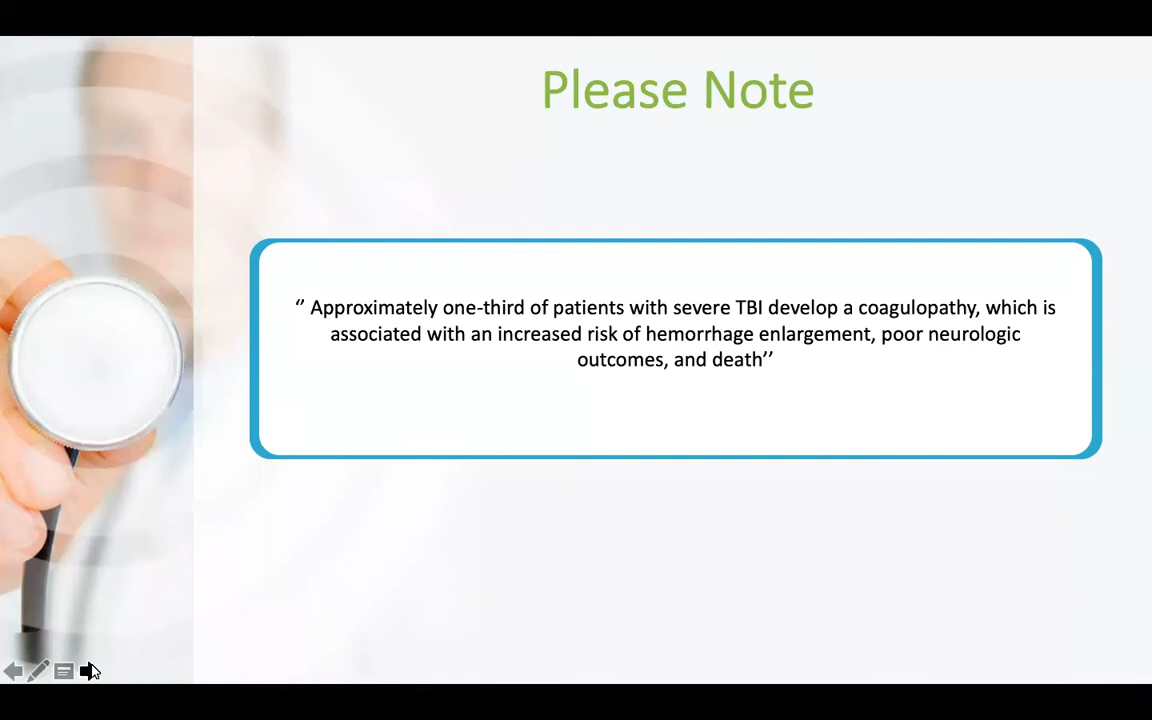 Please Note
‘’ Approximately one-third of patients with severe TBI develop a coagulopathy, which is
associated with an increased risk of hemorrhage enlargement, poor neurologic
outcomes, and death’’